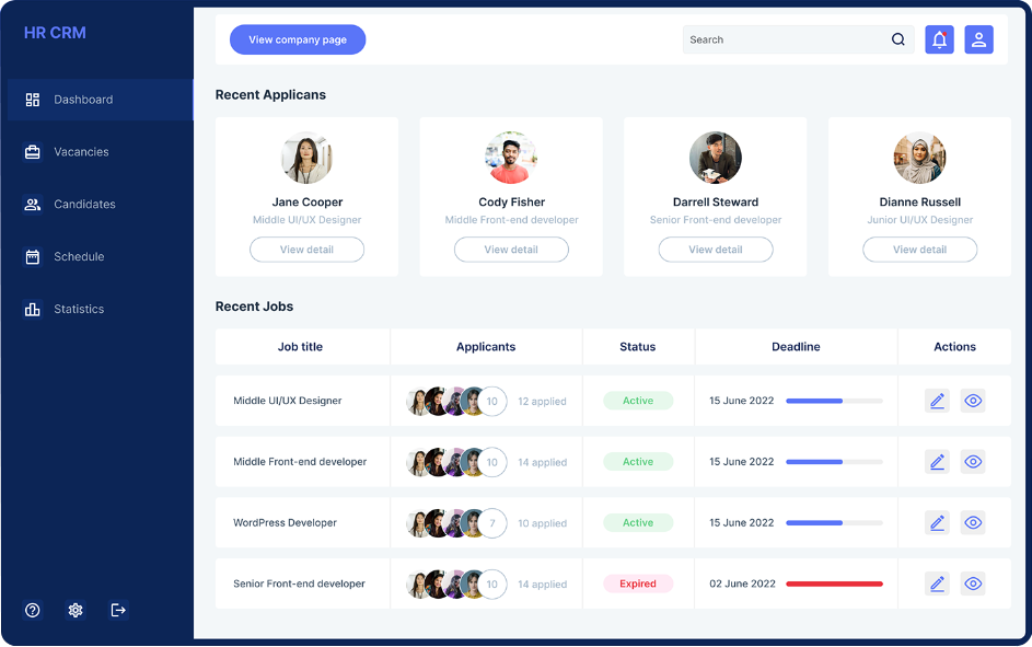 HR CRM
View company page
Search
Dashboard
Vacancies
Candidates
Schedule
Statistics
Recent Applicans
Jane Cooper
Middle UI/UX Designer
View detail
Cody Fisher
Middle Front-end developer
View detail
Darrell Steward
Senior Front-end developer
View detail
Dianne Russell
Junior UI/UX Designer
View detail
Recent Jobs
Job title Applicants Status Deadline Actions
Middle UI/UX Designer 10 12 applied Active 15 June 2022
Middle Front-end developer 10 14 applied Active 15 June 2022
WordPress Developer 7 10 applied Active 15 June 2022
Senior Front-end developer 10 14 applied Expired 02 June 2022